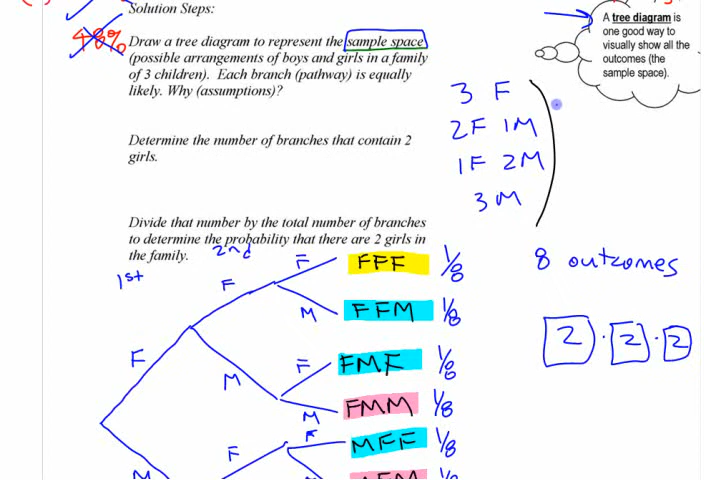 Solution Steps:
48%
Draw a tree diagram to represent the sample space
(possible arrangements of boys and girls in a family
of 3 children). Each branch (pathway) is equally
likely. Why (assumptions)?
A tree diagram is
one good way to
visually show all the
outcomes (the
sample space).
3 F
2F 1M
1F 2M
3M
Determine the number of branches that contain 2
girls.
Divide that number by the total number of branches
to determine the probability that there are 2 girls in
the family.
8 outcomes
2 · 2 · 2
1st
2nd
F
F
F
FFF 1/8
M
FFM 1/8
M
F
FMF 1/8
M
FMM 1/8
M
F
F
MFF 1/8